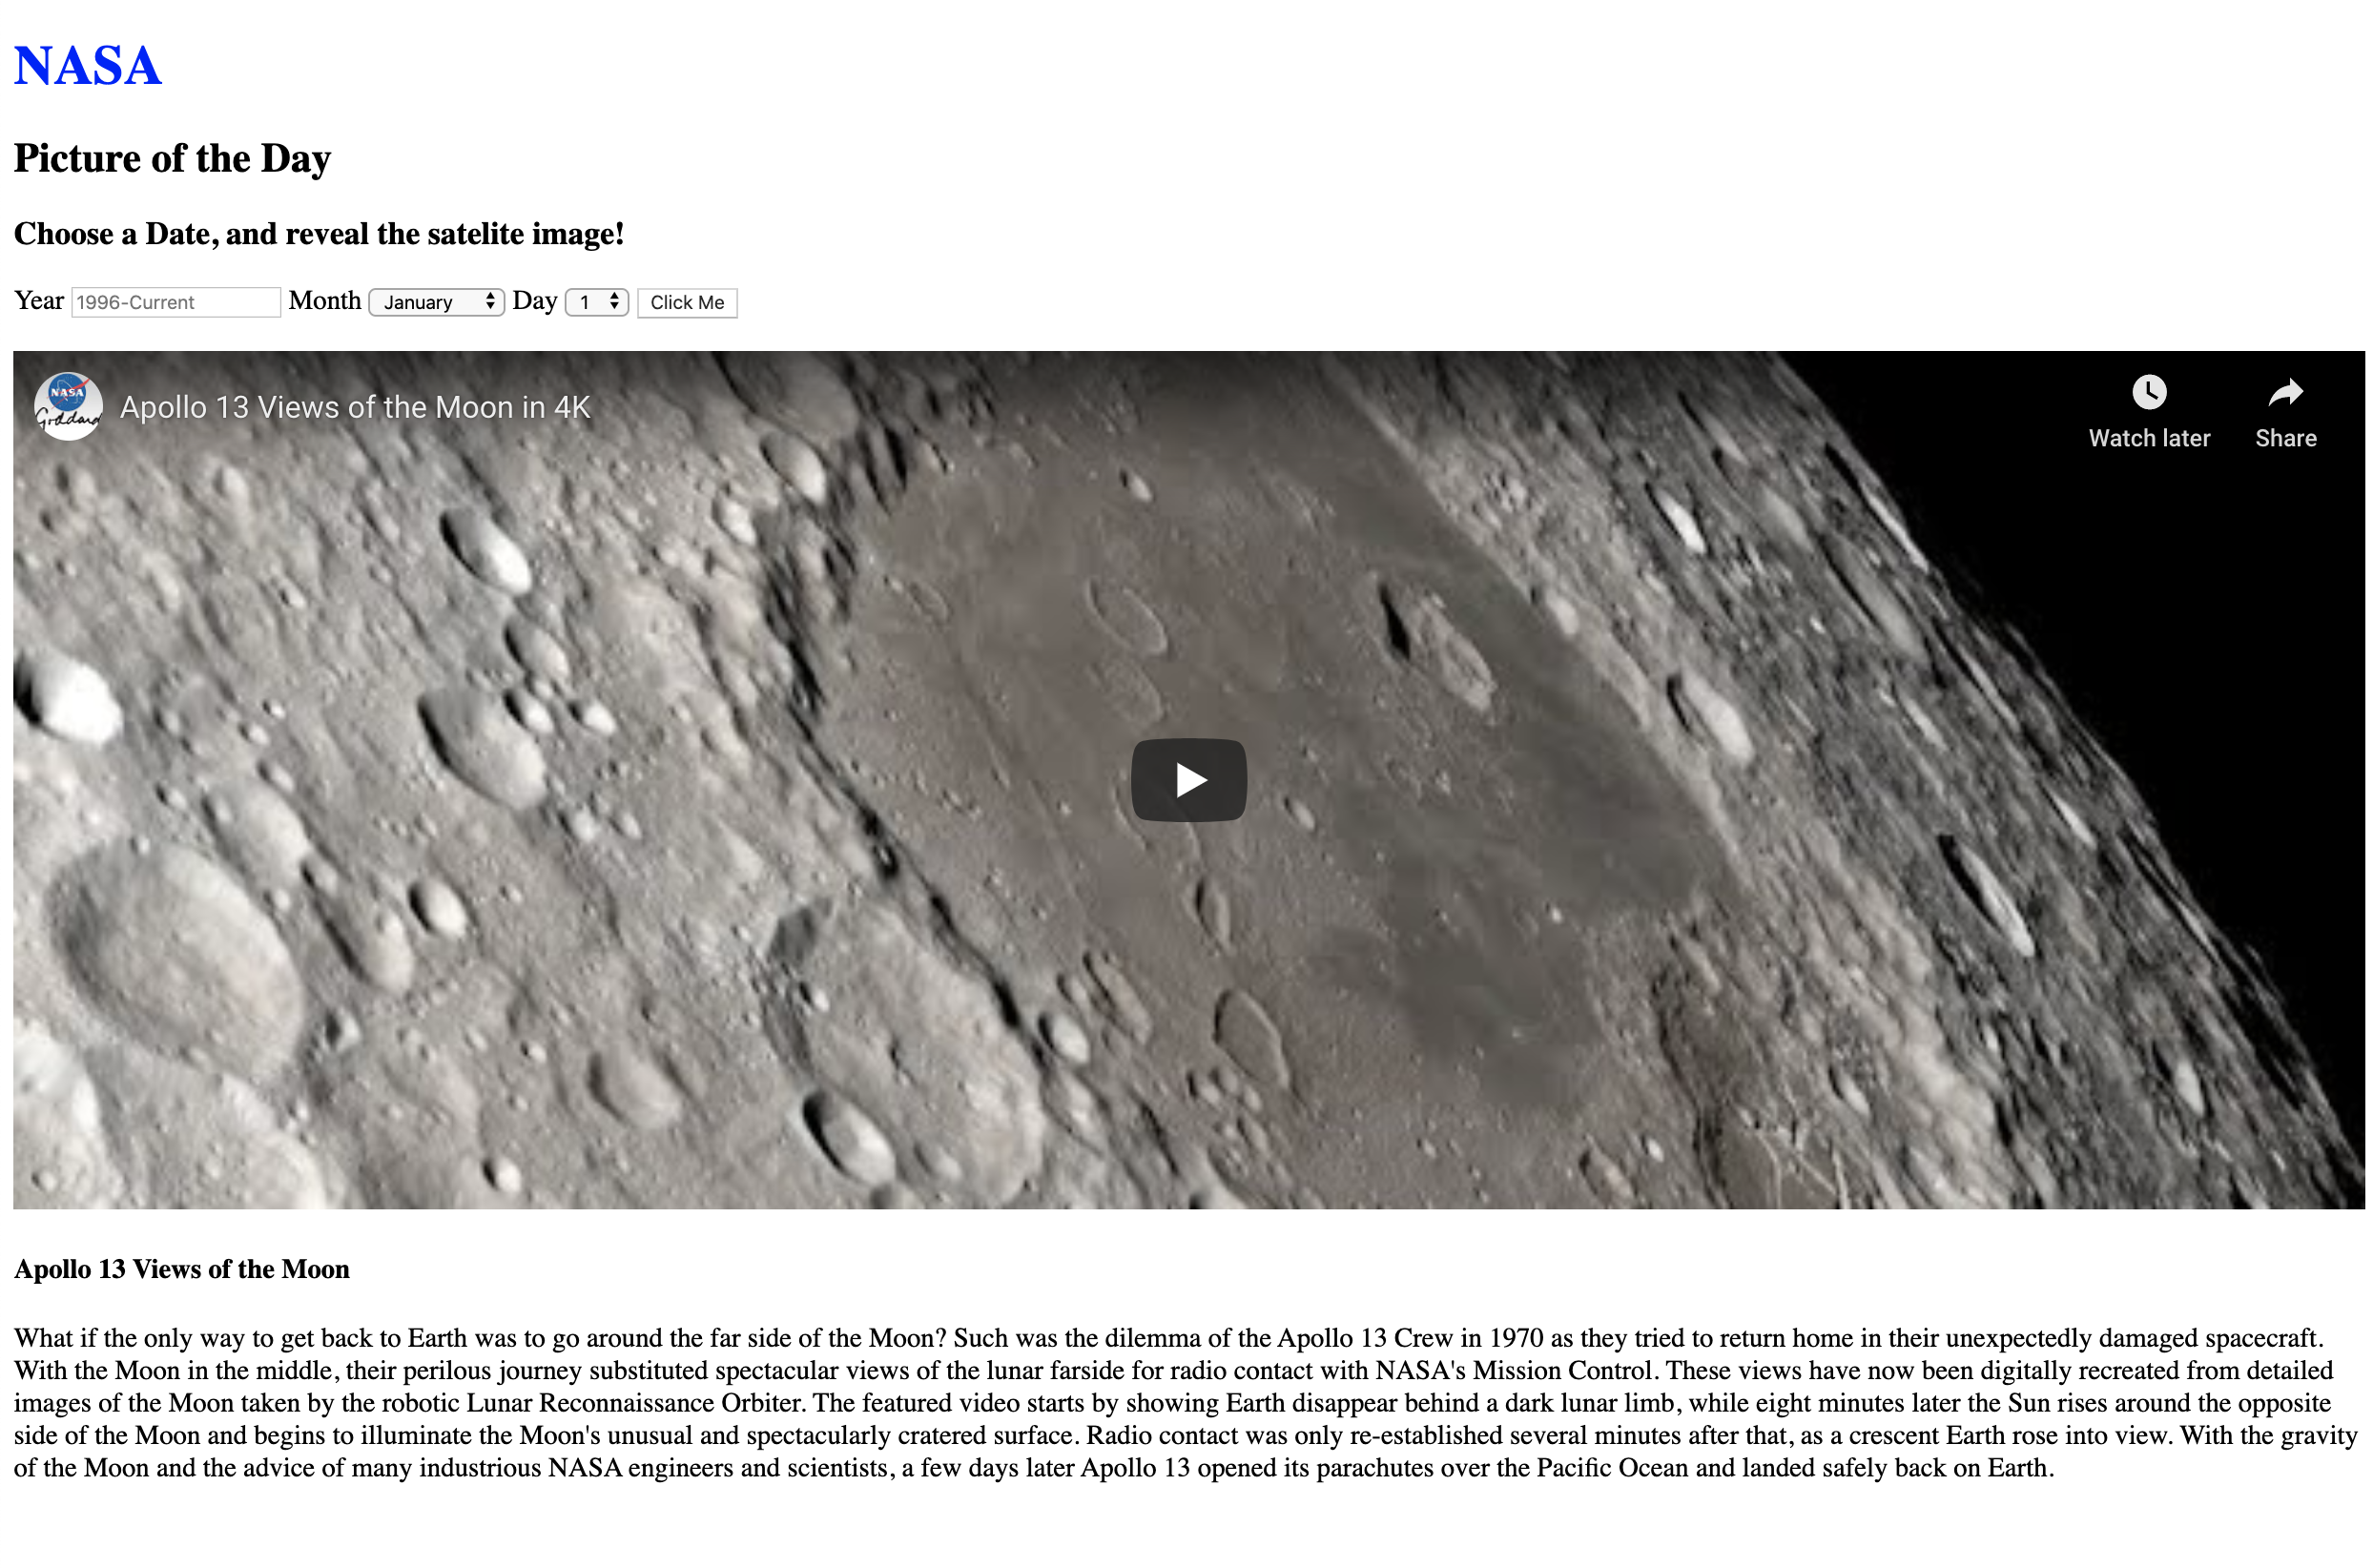 NASA
Picture of the Day
Choose a Date, and reveal the satelite image!
Year 1996-Current Month January Day 1 Click Me
NASA
Goddard
Apollo 13 Views of the Moon in 4K
Watch later
Share
Apollo 13 Views of the Moon
What if the only way to get back to Earth was to go around the far side of the Moon? Such was the dilemma of the Apollo 13 Crew in 1970 as they tried to return home in their unexpectedly damaged spacecraft.
With the Moon in the middle, their perilous journey substituted spectacular views of the lunar farside for radio contact with NASA's Mission Control. These views have now been digitally recreated from detailed
images of the Moon taken by the robotic Lunar Reconnaissance Orbiter. The featured video starts by showing Earth disappear behind a dark lunar limb, while eight minutes later the Sun rises around the opposite
side of the Moon and begins to illuminate the Moon's unusual and spectacularly cratered surface. Radio contact was only re-established several minutes after that, as a crescent Earth rose into view. With the gravity
of the Moon and the advice of many industrious NASA engineers and scientists, a few days later Apollo 13 opened its parachutes over the Pacific Ocean and landed safely back on Earth.